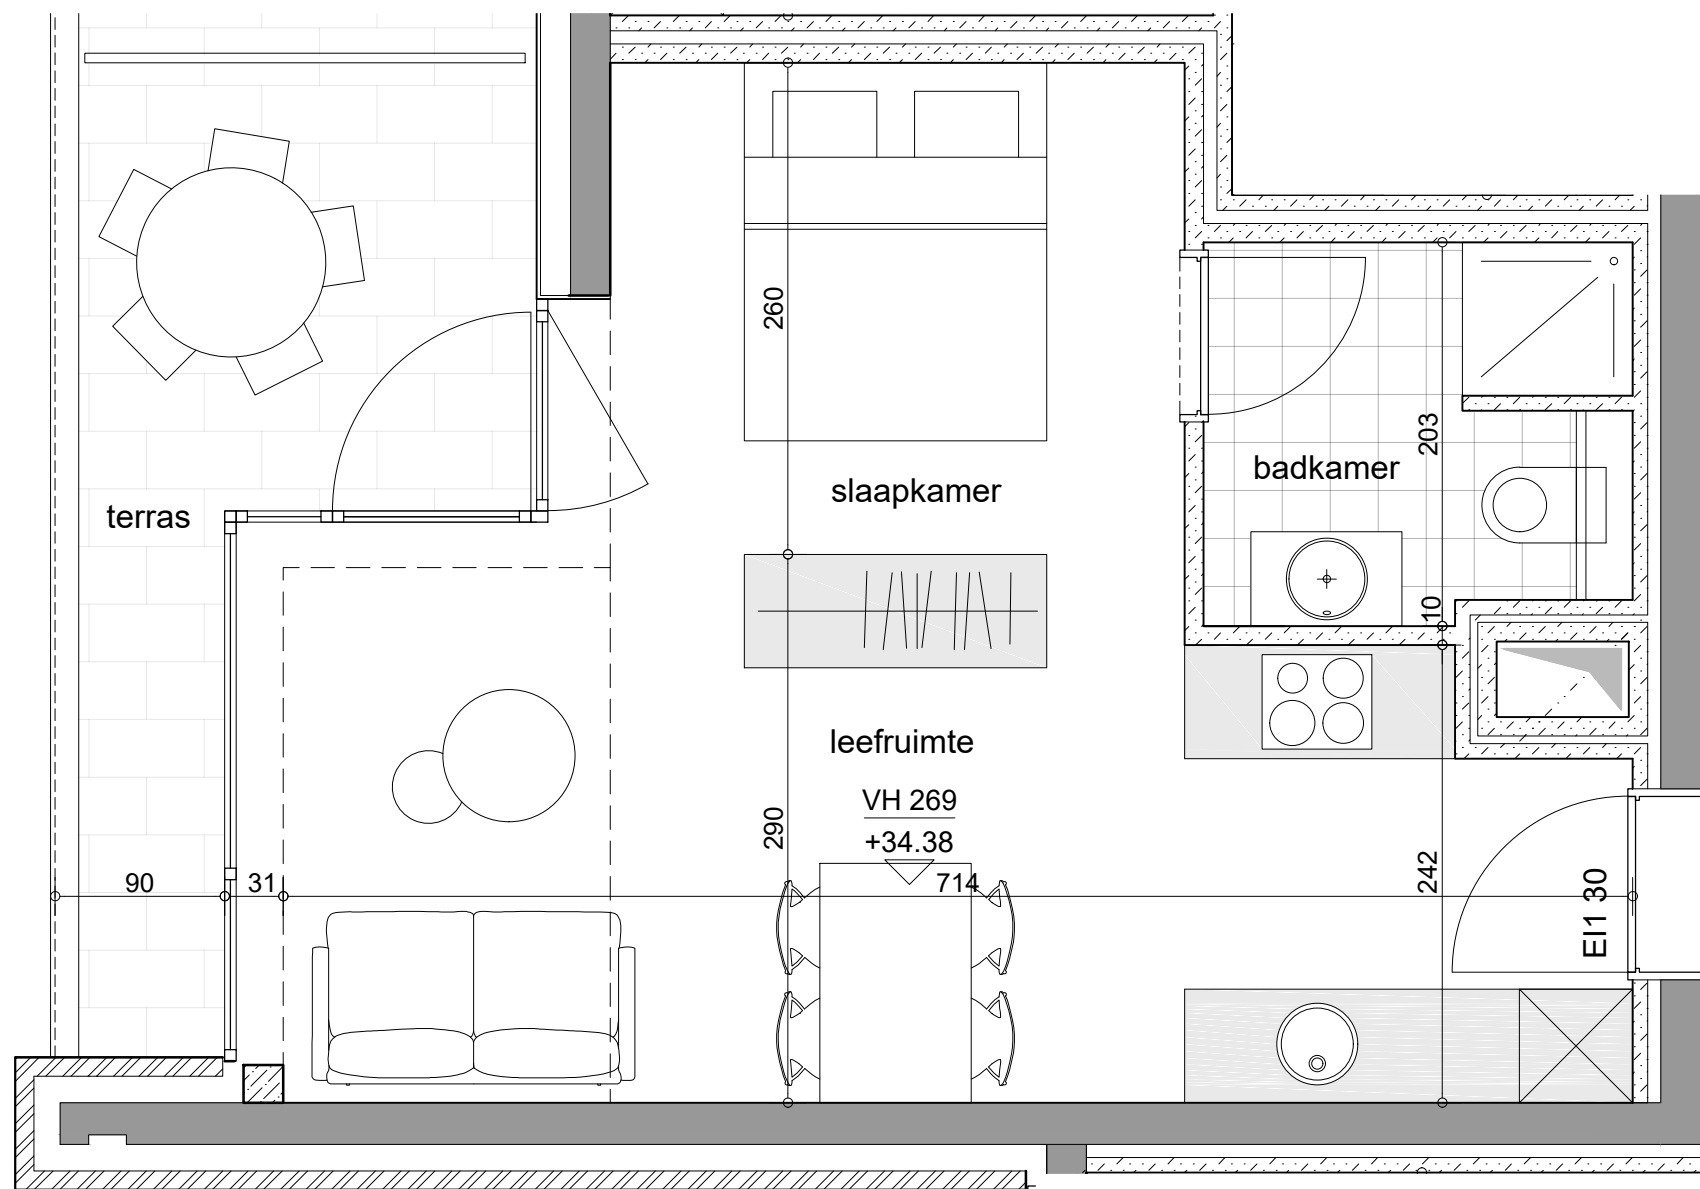 260
203
badkamer
slaapkamer
terras
10
leefruimte
VH 269
+34.38
290
242
90
31
714
EI1 30